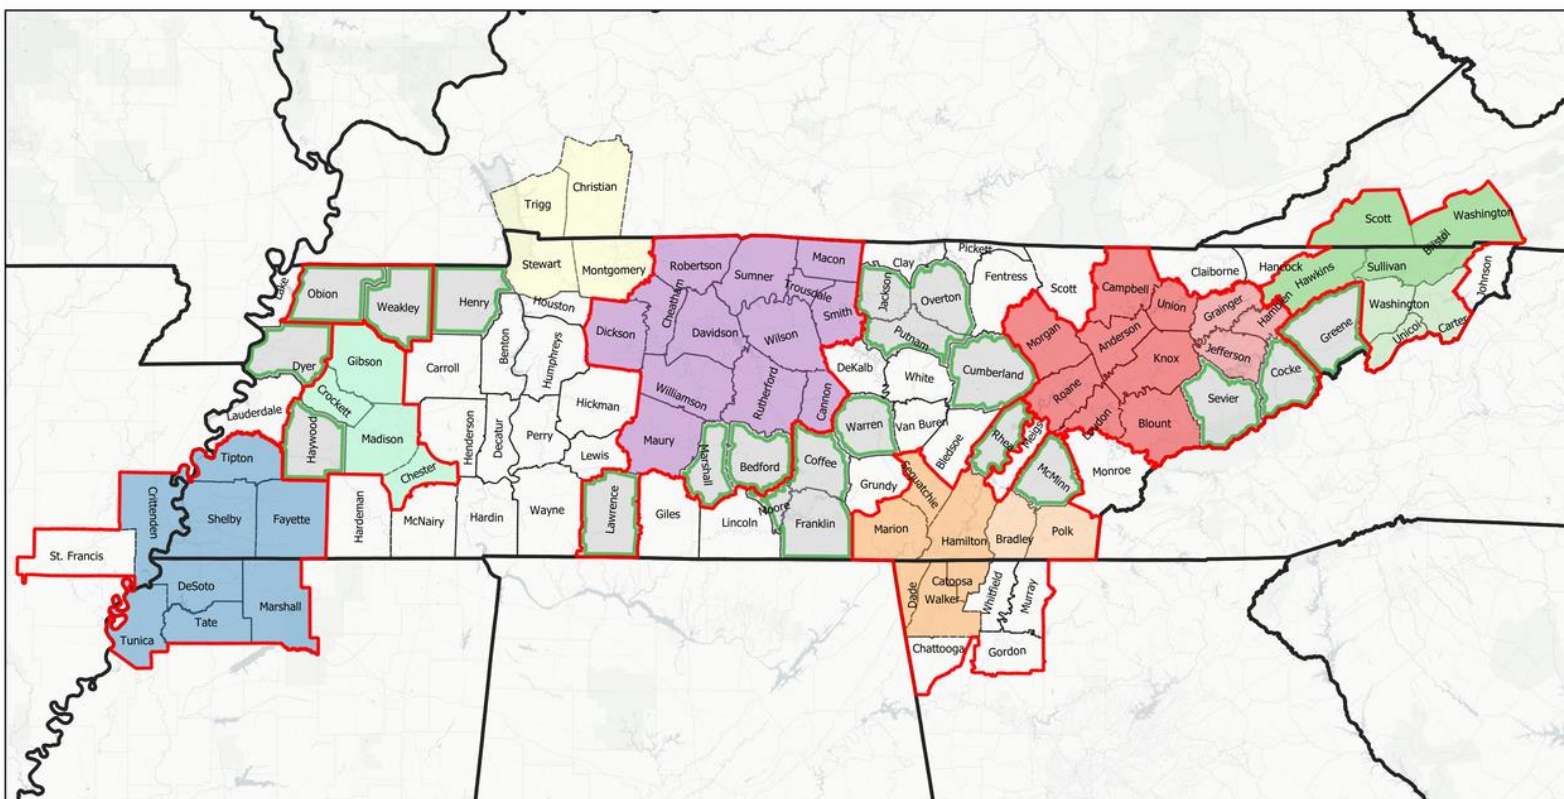 Christian
Trigg
Scott
Washington
Bristol
Stewart
Montgomery
Robertson
Sumner
Macon
Clay
Pickett
Fentress
Scott
Campbell
Claiborne
Hancock
Hawkins
Sullivan
Johnson
Lake
Obion
Weakley
Henry
Houston
Cheatham
Trousdale
Smith
Jackson
Overton
Putnam
Morgan
Anderson
Union
Grainger
Hamblen
Greene
Washington
Unicoi
Carter
Dyer
Gibson
Carroll
Benton
Humphreys
Dickson
Davidson
Wilson
DeKalb
White
Cumberland
Roane
Knox
Jefferson
Sevier
Cocke
Lauderdale
Crockett
Haywood
Madison
Henderson
Decatur
Perry
Hickman
Williamson
Rutherford
Cannon
Warren
Van Buren
Bledsoe
Rhea
Meigs
Loudon
Blount
Tipton
Chester
Lewis
Maury
Marshall
Bedford
Coffee
Grundy
Sequatchie
McMinn
Monroe
Crittenden
Shelby
Fayette
Hardeman
McNairy
Hardin
Wayne
Lawrence
Giles
Lincoln
Moore
Franklin
Marion
Hamilton
Bradley
Polk
St. Francis
DeSoto
Marshall
Tate
Tunica
Dade
Catoosa
Walker
Whitfield
Murray
Chattooga
Gordon